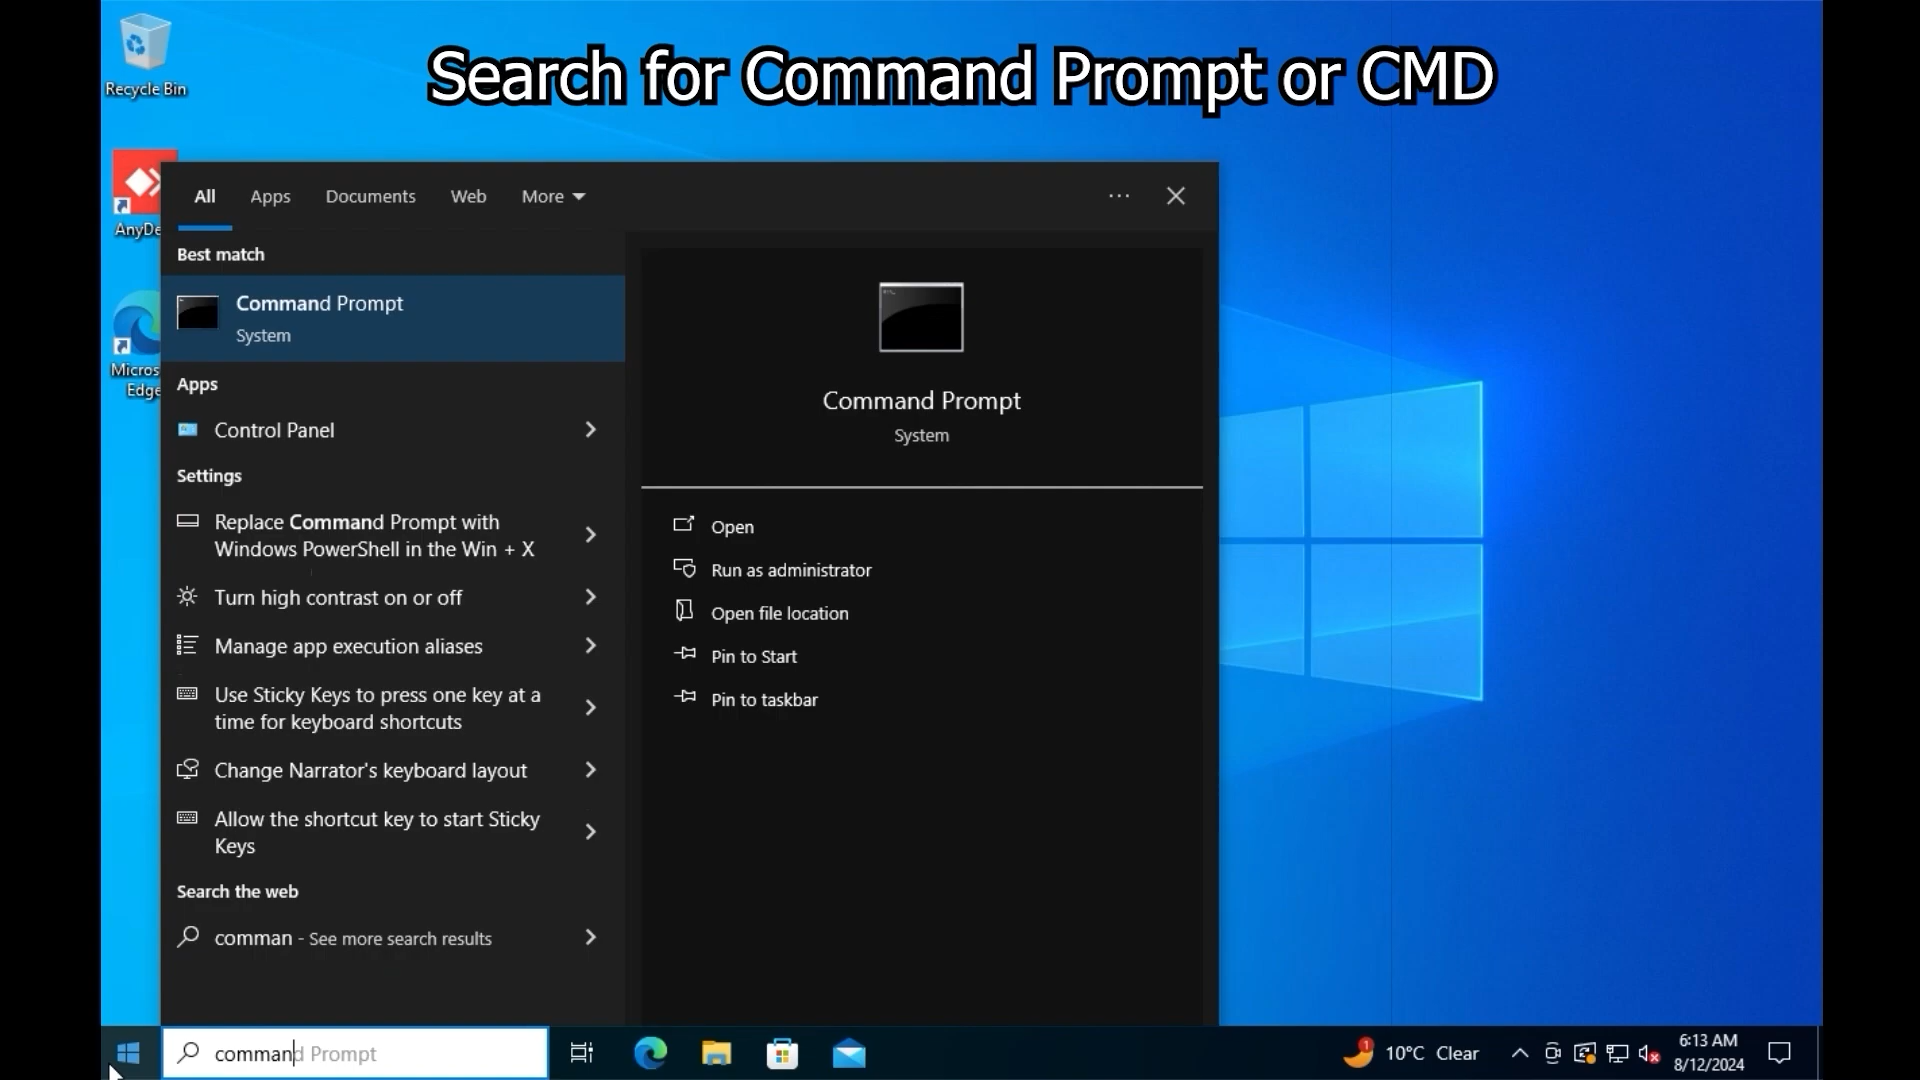 Search for Command Prompt or CMD
Recycle Bin
AnyDe
Micros
Edge
All
Apps
Documents
Web
More
Best match
Command Prompt
System
Apps
Control Panel
Settings
Replace Command Prompt with
Windows PowerShell in the Win + X
Turn high contrast on or off
Manage app execution aliases
Use Sticky Keys to press one key at a
time for keyboard shortcuts
Change Narrator's keyboard layout
Allow the shortcut key to start Sticky
Keys
Search the web
comman - See more search results
Command Prompt
System
Open
Run as administrator
Open file location
Pin to Start
Pin to taskbar
command Prompt
1
10°C Clear
6:13 AM
8/12/2024